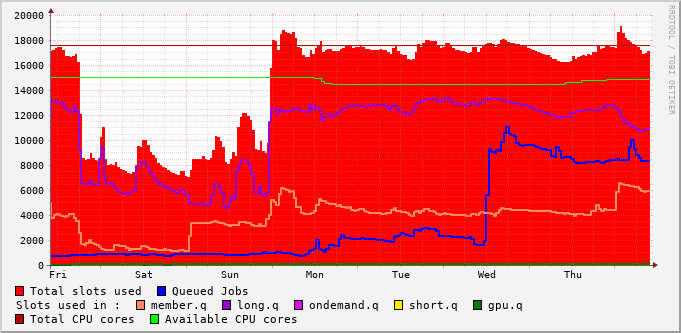 20000
18000
16000
14000
12000
10000
8000
6000
4000
2000
0
Fri Sat Sun Mon Tue Wed Thu
Total slots used Queued Jobs
Slots used in : member.q long.q ondemand.q short.q gpu.q
Total CPU cores Available CPU cores
RRDTOOL / TOBI OETIKER